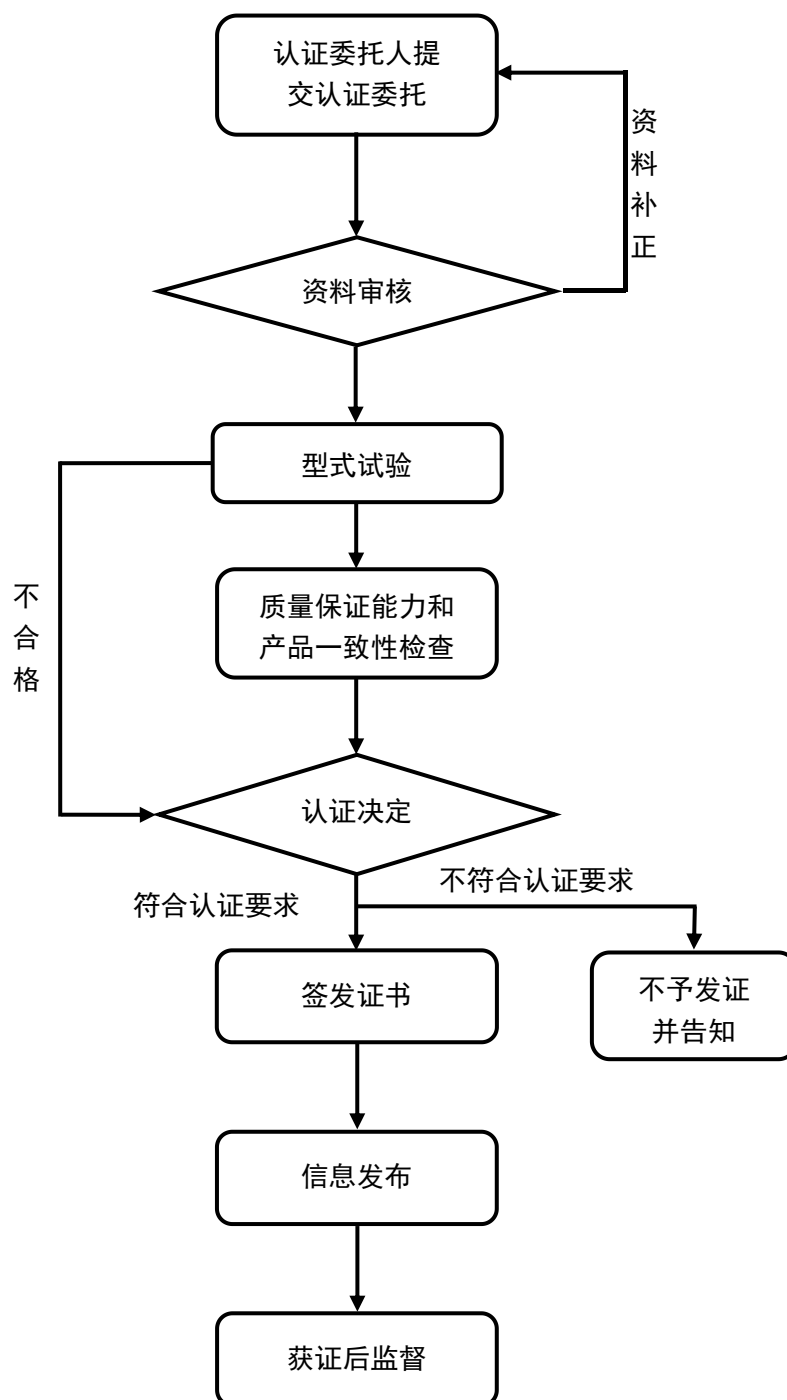 认证委托人提
交认证委托
资料补正
资料审核
型式试验
不合格
质量保证能力和
产品一致性检查
认证决定
符合认证要求
不符合认证要求
签发证书
不予发证
并告知
信息发布
获证后监督